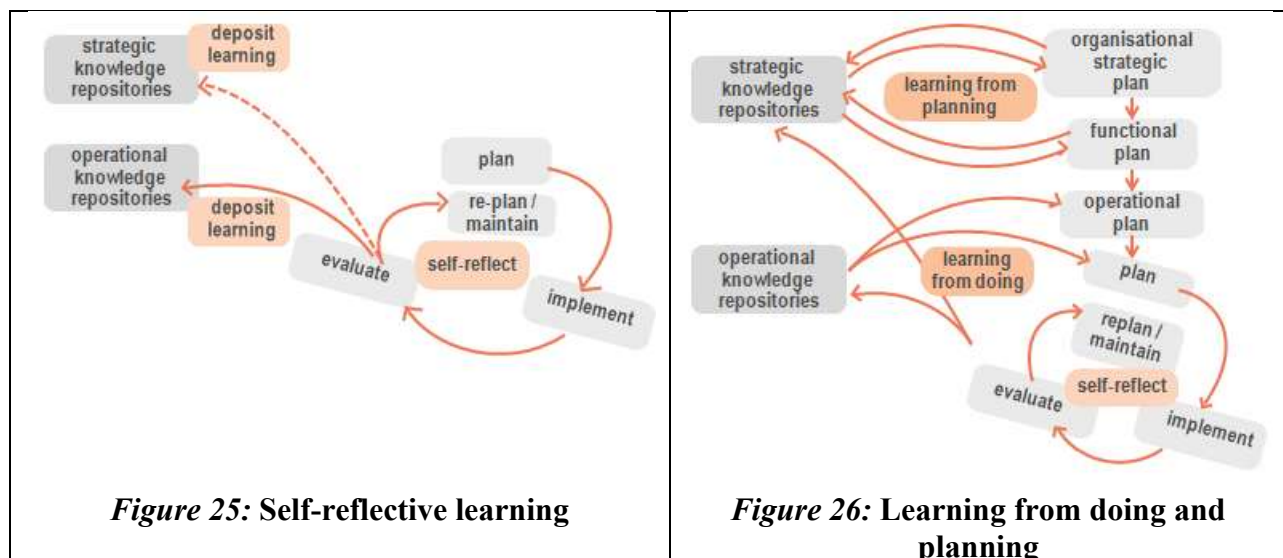 deposit
learning
strategic
knowledge
repositories
operational
knowledge
repositories
deposit
learning
plan
re-plan /
maintain
evaluate
self-reflect
implement
Figure 25: Self-reflective learning
organisational
strategic
plan
strategic
knowledge
repositories
learning from
planning
functional
plan
operational
plan
operational
knowledge
repositories
learning
from doing
plan
replan /
maintain
self-reflect
evaluate
implement
Figure 26: Learning from doing and
planning